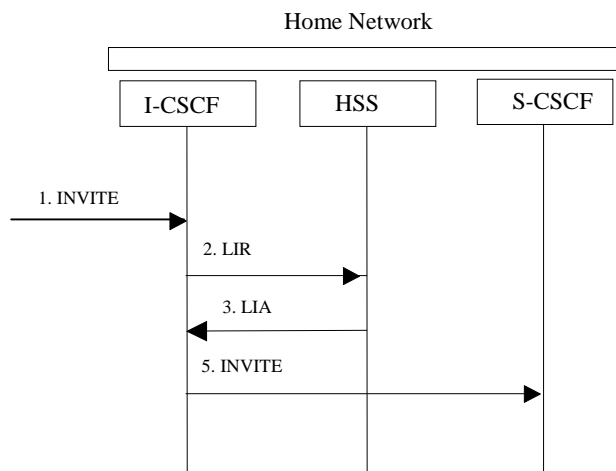 Home Network
I-CSCF
HSS
S-CSCF
1. INVITE
2. LIR
3. LIA
5. INVITE